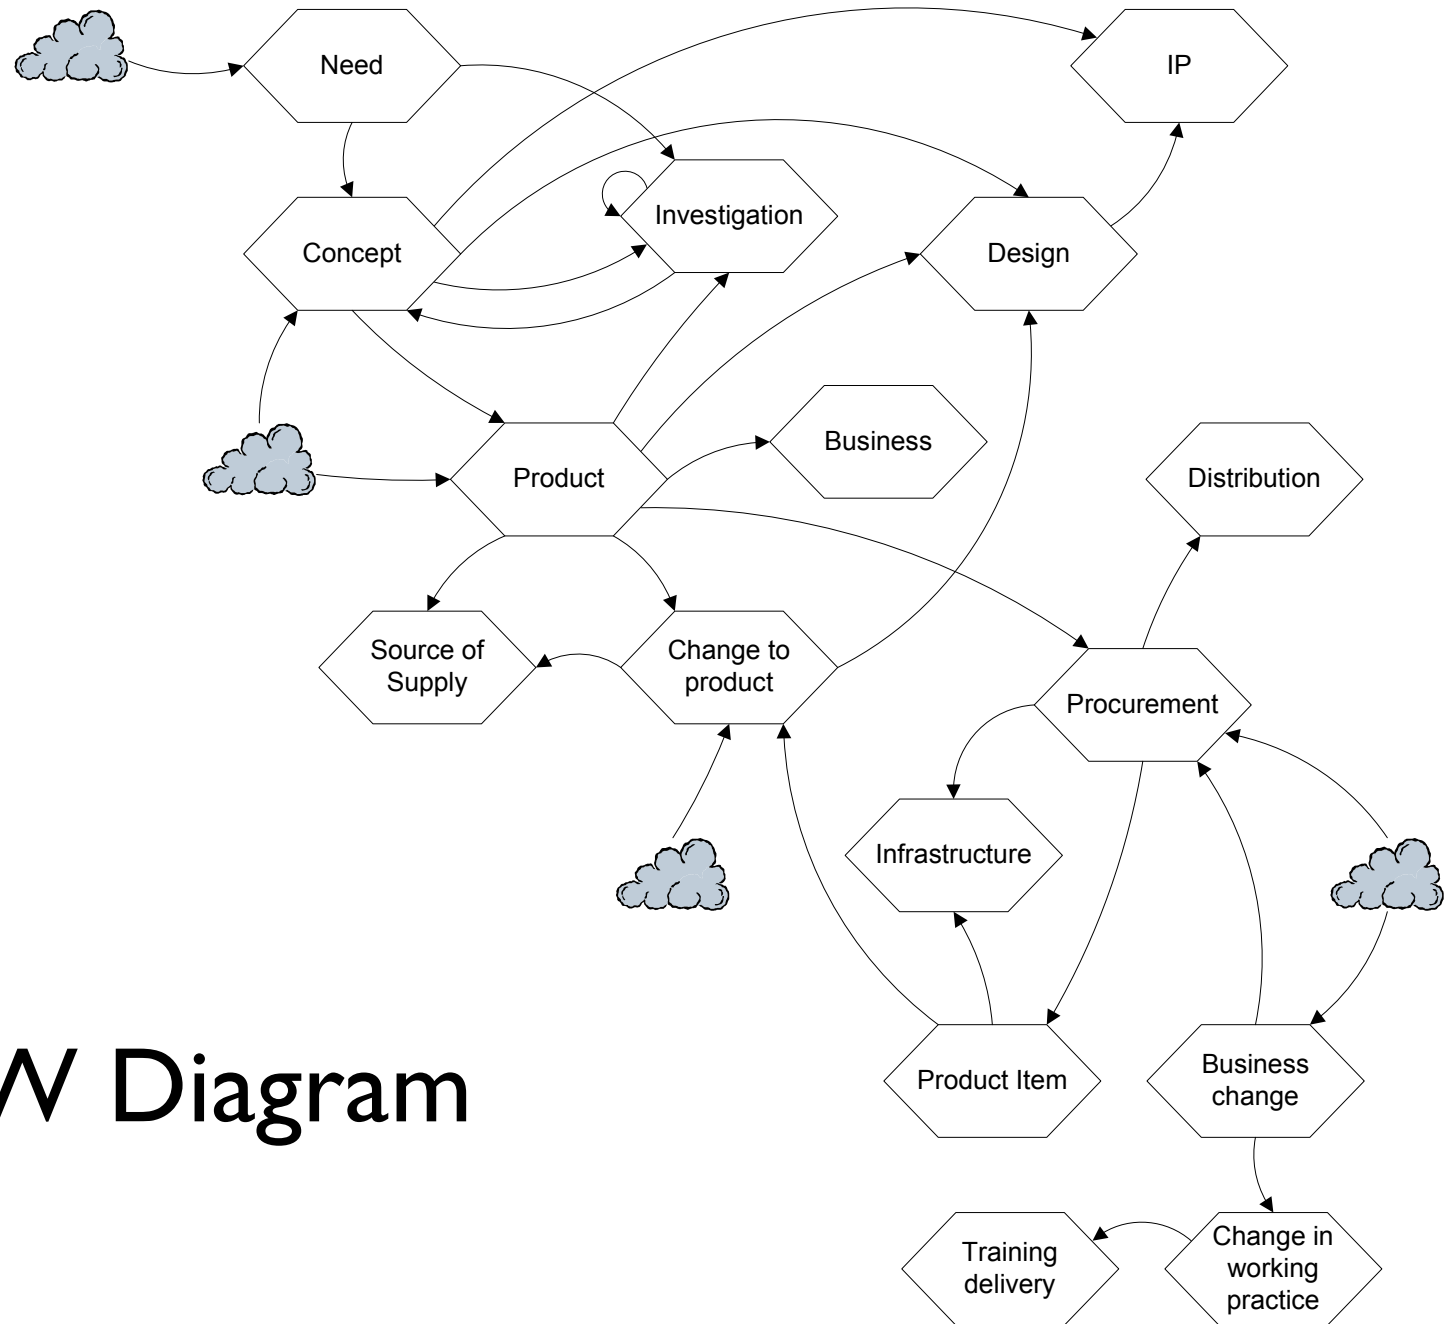 Need
IP
Investigation
Concept
Design
Business
Product
Distribution
Source of
Supply
Change to
product
Procurement
Infrastructure
Product Item
Business
change
W Diagram
Training
delivery
Change in
working
practice